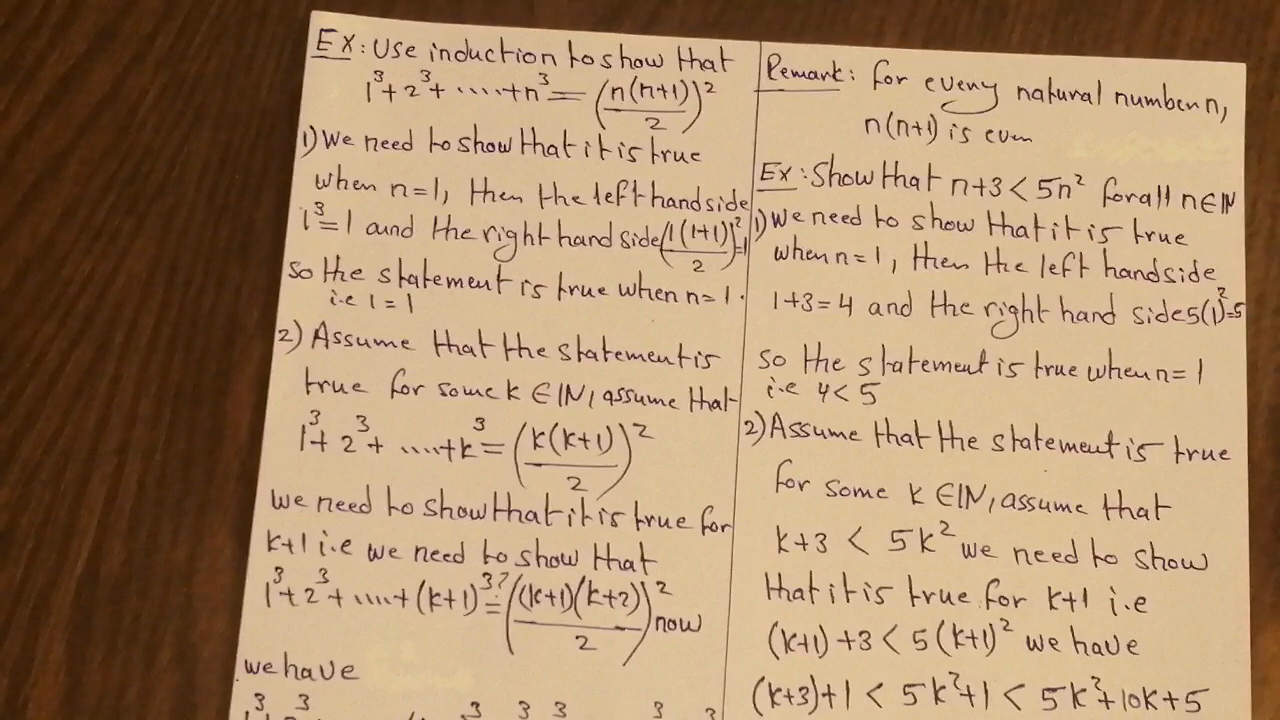 Ex: Use induction to show that
1³+2³+ ·····+n³ = (n(n+1)/2)²
1) We need to show that it is true
when n=1, then the left hand side
1³=1 and the right hand side (1(1+1)/2)²=1
so the statement is true when n=1.
i.e 1=1
2) Assume that the statement is
true for some k ∈ IN, assume that
1³+2³+ ·····+k³ = (k(k+1)/2)²
we need to show that it is true for
k+1 i.e we need to show that
1³+2³+ ·····+(k+1)³ ?= ((k+1)(k+2)/2)² now
we have
Remark: for every natural number n,
n(n+1) is even
Ex: Show that n+3 < 5n² for all n ∈ IN
1) We need to show that it is true
when n=1, then the left hand side
1+3=4 and the right hand side 5(1)²=5
so the statement is true when n=1
i.e 4<5
2) Assume that the statement is true
for some k ∈ IN, assume that
k+3 < 5k² we need to show
that it is true for k+1 i.e
(k+1)+3 < 5(k+1)² we have
(k+3)+1 < 5k²+1 < 5k²+10k+5